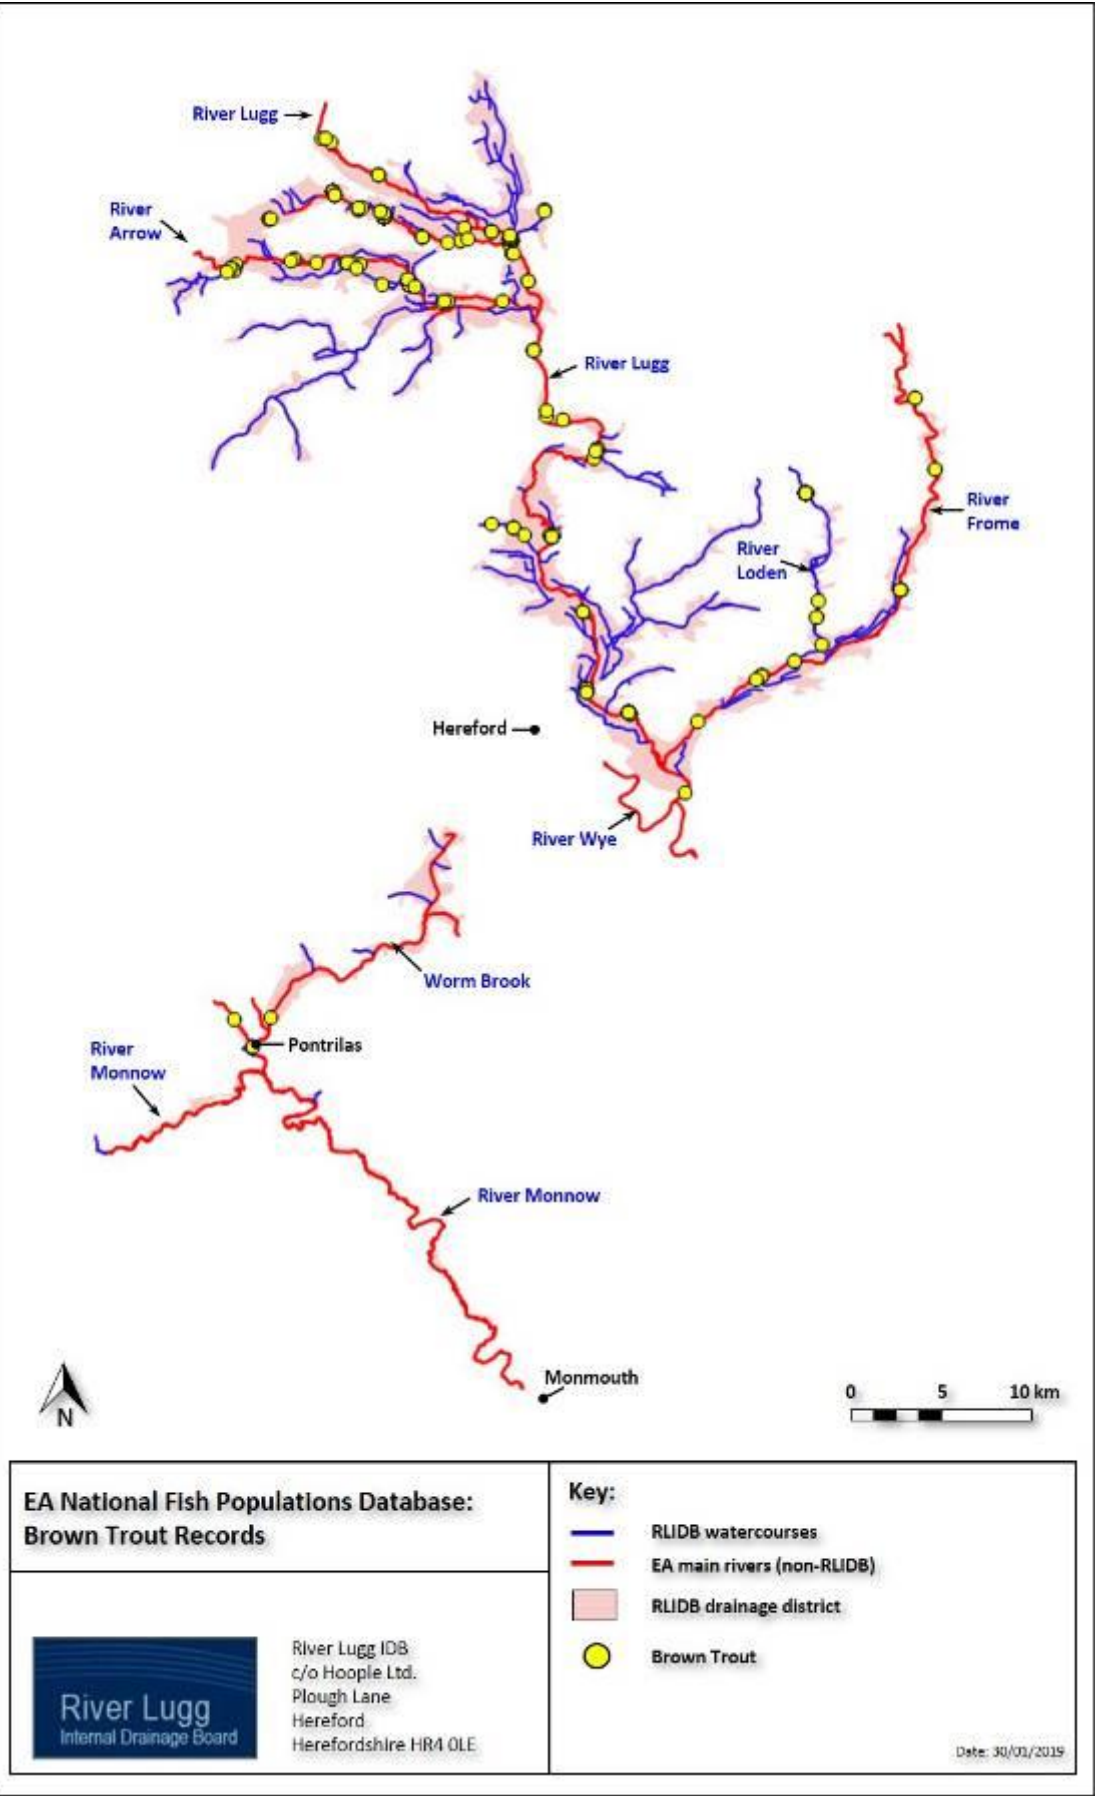 River Lugg
River
Arrow
River Lugg
River
Frome
River
Loden
Hereford
River Wye
Worm Brook
Pontrilas
River
Monnow
River Monnow
Monmouth
N
0 5 10 km
EA National Fish Populations Database:
Brown Trout Records
Key:
RLIDB watercourses
EA main rivers (non-RLIDB)
RLIDB drainage district
Brown Trout
River Lugg
Internal Drainage Board
River Lugg IDB
c/o Hoople Ltd.
Plough Lane
Hereford
Herefordshire HR4 0LE
Date: 30/01/2019